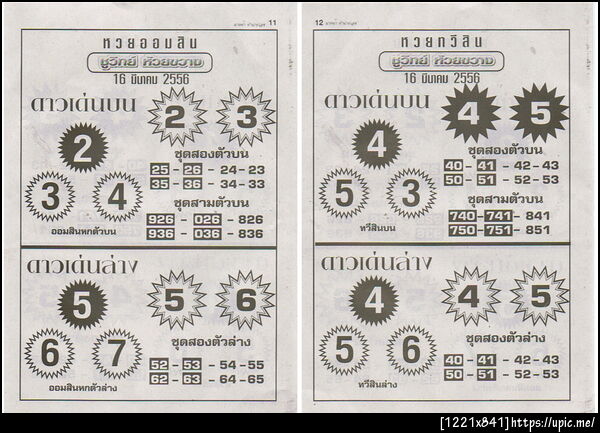 11
หวยออมสิน
ชูวิทย์ ห้วยขวาง
16 มีนาคม 2556
ดาวเด่นบน
2 3
2
3 4
ออมสินหกตัวบน
ชุดสองตัวบน
25 - 26 - 24 - 23
35 - 36 - 34 - 33
ชุดสามตัวบน
926 - 026 - 826
936 - 036 - 836
ดาวเด่นล่าง
5 6
5
6 7
ออมสินหกตัวล่าง
ชุดสองตัวล่าง
52 - 53 - 54 - 55
62 - 63 - 64 - 65
12
หวยทวีสิน
ชูวิทย์ ห้วยขวาง
16 มีนาคม 2556
ดาวเด่นบน
4 5
4
5 3
ทวีสินบน
ชุดสองตัวบน
40 - 41 - 42 - 43
50 - 51 - 52 - 53
ชุดสามตัวบน
740 - 741 - 841
750 - 751 - 851
ดาวเด่นล่าง
4 5
4
5 6
ทวีสินล่าง
ชุดสองตัวล่าง
40 - 41 - 42 - 43
50 - 51 - 52 - 53
[1221x841]https://upic.me/